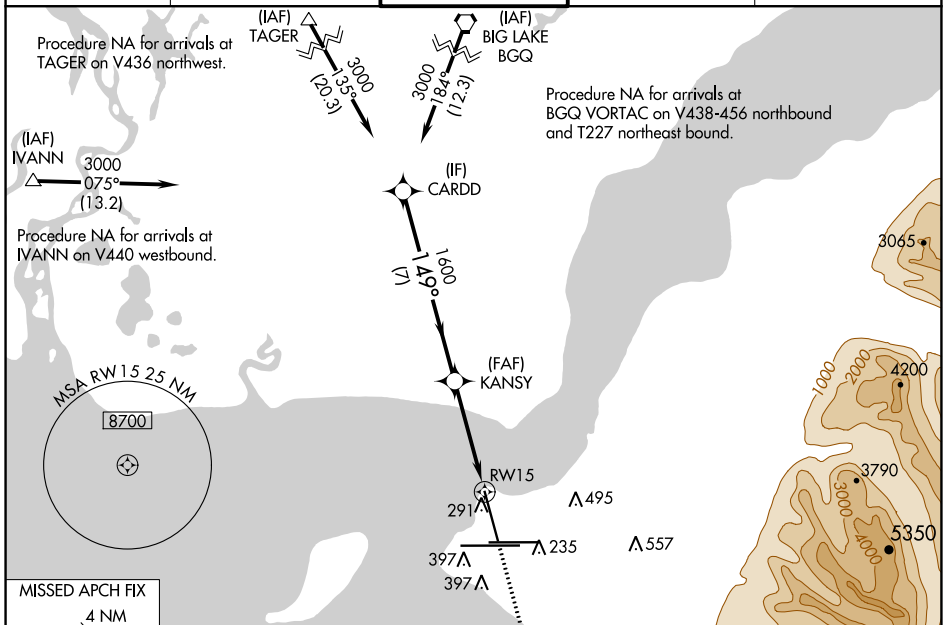 (IAF)
TAGER
(IAF)
BIG LAKE
BGQ
Procedure NA for arrivals at
TAGER on V436 northwest.
3000
135°
(20.3)
3000
184°
(12.3)
Procedure NA for arrivals at
BGQ VORTAC on V438-456 northbound
and T227 northeast bound.
(IAF)
IVANN
3000
075°
(13.2)
(IF)
CARDD
Procedure NA for arrivals at
IVANN on V440 westbound.
1600
149°
(7)
3065
(FAF)
KANSY
1000
2000
4200
MSA RW15 25 NM
8700
RW15
291
495
3790
3000
4000
5350
397
235
557
397
MISSED APCH FIX
4 NM